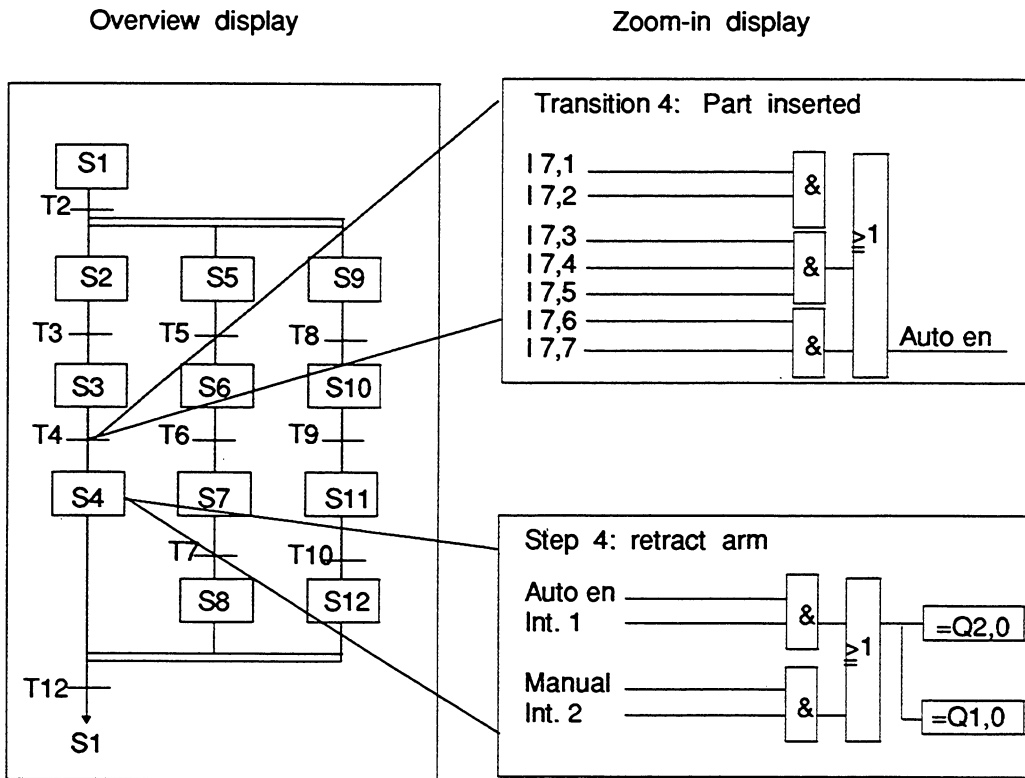 Overview display
Zoom-in display
S1
T2
S2
S5
S9
T3
T5
T8
S3
S6
S10
T4
T6
T9
S4
S7
S11
T7
T10
S8
S12
T12
S1
Transition 4: Part inserted
I 7,1
I 7,2
&
I 7,3
I 7,4
I 7,5
&
≥1
I 7,6
I 7,7
&
Auto en
Step 4: retract arm
Auto en
Int. 1
&
≥1
=Q2,0
Manual
Int. 2
&
=Q1,0